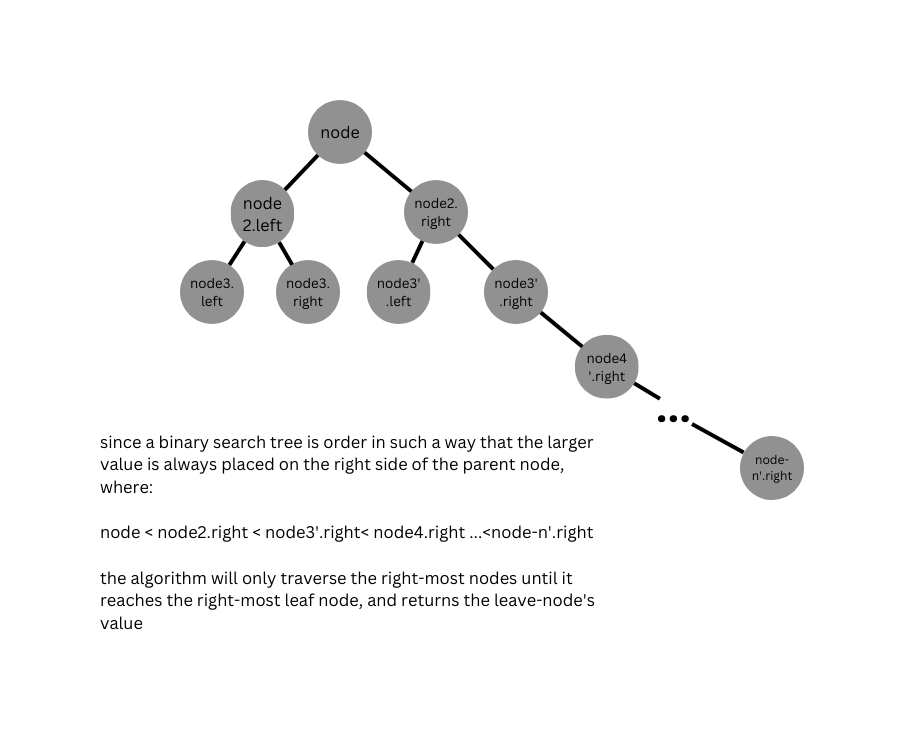 node
node
2.left
node2.
right
node3.
left
node3.
right
node3'
.left
node3'
.right
node4
'.right
...
node-
n'.right
since a binary search tree is order in such a way that the larger
value is always placed on the right side of the parent node,
where:
node < node2.right < node3'.right< node4.right ...<node-n'.right
the algorithm will only traverse the right-most nodes until it
reaches the right-most leaf node, and returns the leave-node's
value